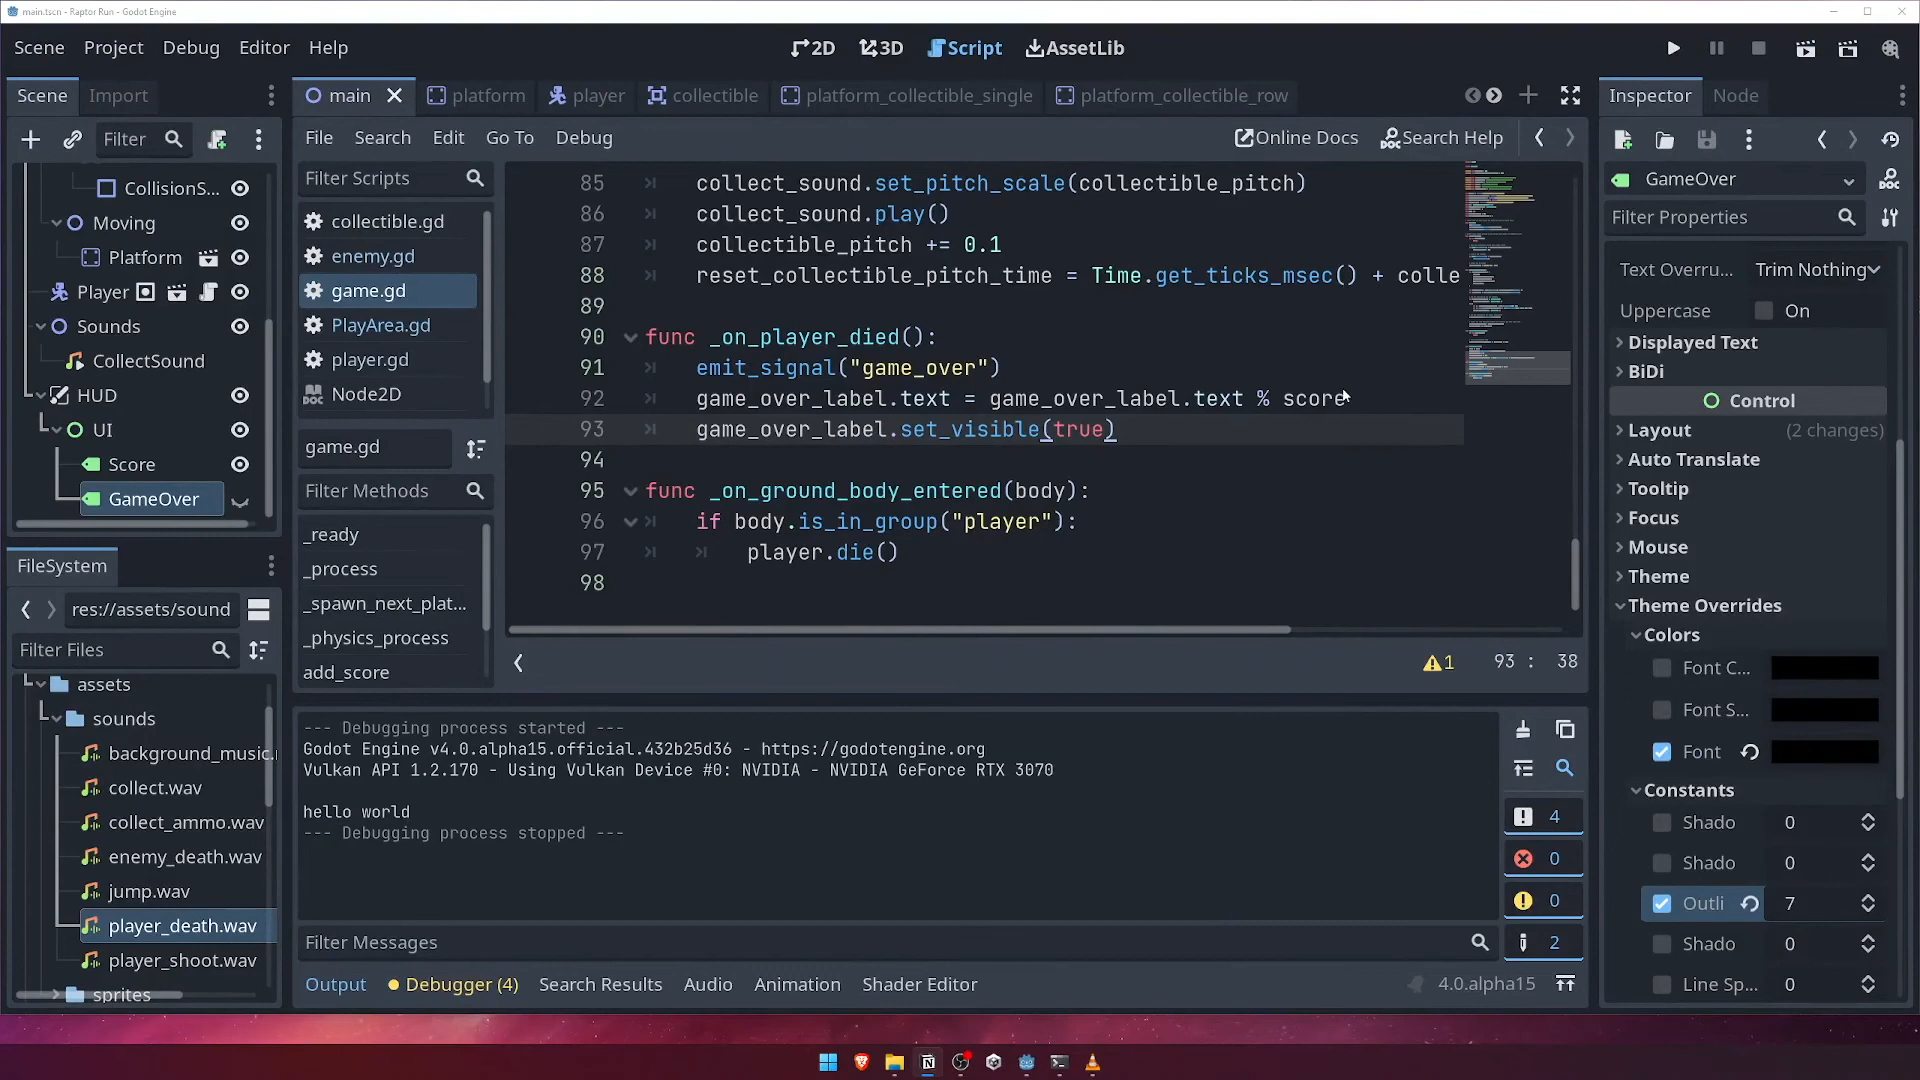 main.tscn - Raptor Run - Godot Engine
Scene Project Debug Editor Help
2D 3D Script AssetLib
Scene Import
main platform player collectible platform_collectible_single platform_collectible_row
Inspector Node
Filter
CollisionS...
Moving
Platform
Player
Sounds
CollectSound
HUD
UI
Score
GameOver
FileSystem
res://assets/sound
Filter Files
assets
sounds
background_music.
collect.wav
collect_ammo.wav
enemy_death.wav
jump.wav
player_death.wav
player_shoot.wav
sprites
File Search Edit Go To Debug
Online Docs Search Help
Filter Scripts
collectible.gd
enemy.gd
game.gd
PlayArea.gd
player.gd
Node2D
game.gd
Filter Methods
_ready
_process
_spawn_next_plat...
_physics_process
add_score
85 collect_sound.set_pitch_scale(collectible_pitch)
86 collect_sound.play()
87 collectible_pitch += 0.1
88 reset_collectible_pitch_time = Time.get_ticks_msec() + colle
89
90 func _on_player_died():
91 emit_signal("game_over")
92 game_over_label.text = game_over_label.text % score
93 game_over_label.set_visible(true)
94
95 func _on_ground_body_entered(body):
96 if body.is_in_group("player"):
97 player.die()
98
1 93 : 38
--- Debugging process started ---
Godot Engine v4.0.alpha15.official.432b25d36 - https://godotengine.org
Vulkan API 1.2.170 - Using Vulkan Device #0: NVIDIA - NVIDIA GeForce RTX 3070
hello world
--- Debugging process stopped ---
4
0
0
2
Filter Messages
Output Debugger (4) Search Results Audio Animation Shader Editor
4.0.alpha15
GameOver
Filter Properties
Text Overru... Trim Nothing
Uppercase On
Displayed Text
BiDi
Control
Layout (2 changes)
Auto Translate
Tooltip
Focus
Mouse
Theme
Theme Overrides
Colors
Font C...
Font S...
Font
Constants
Shado 0
Shado 0
Outli 7
Shado 0
Line Sp... 0